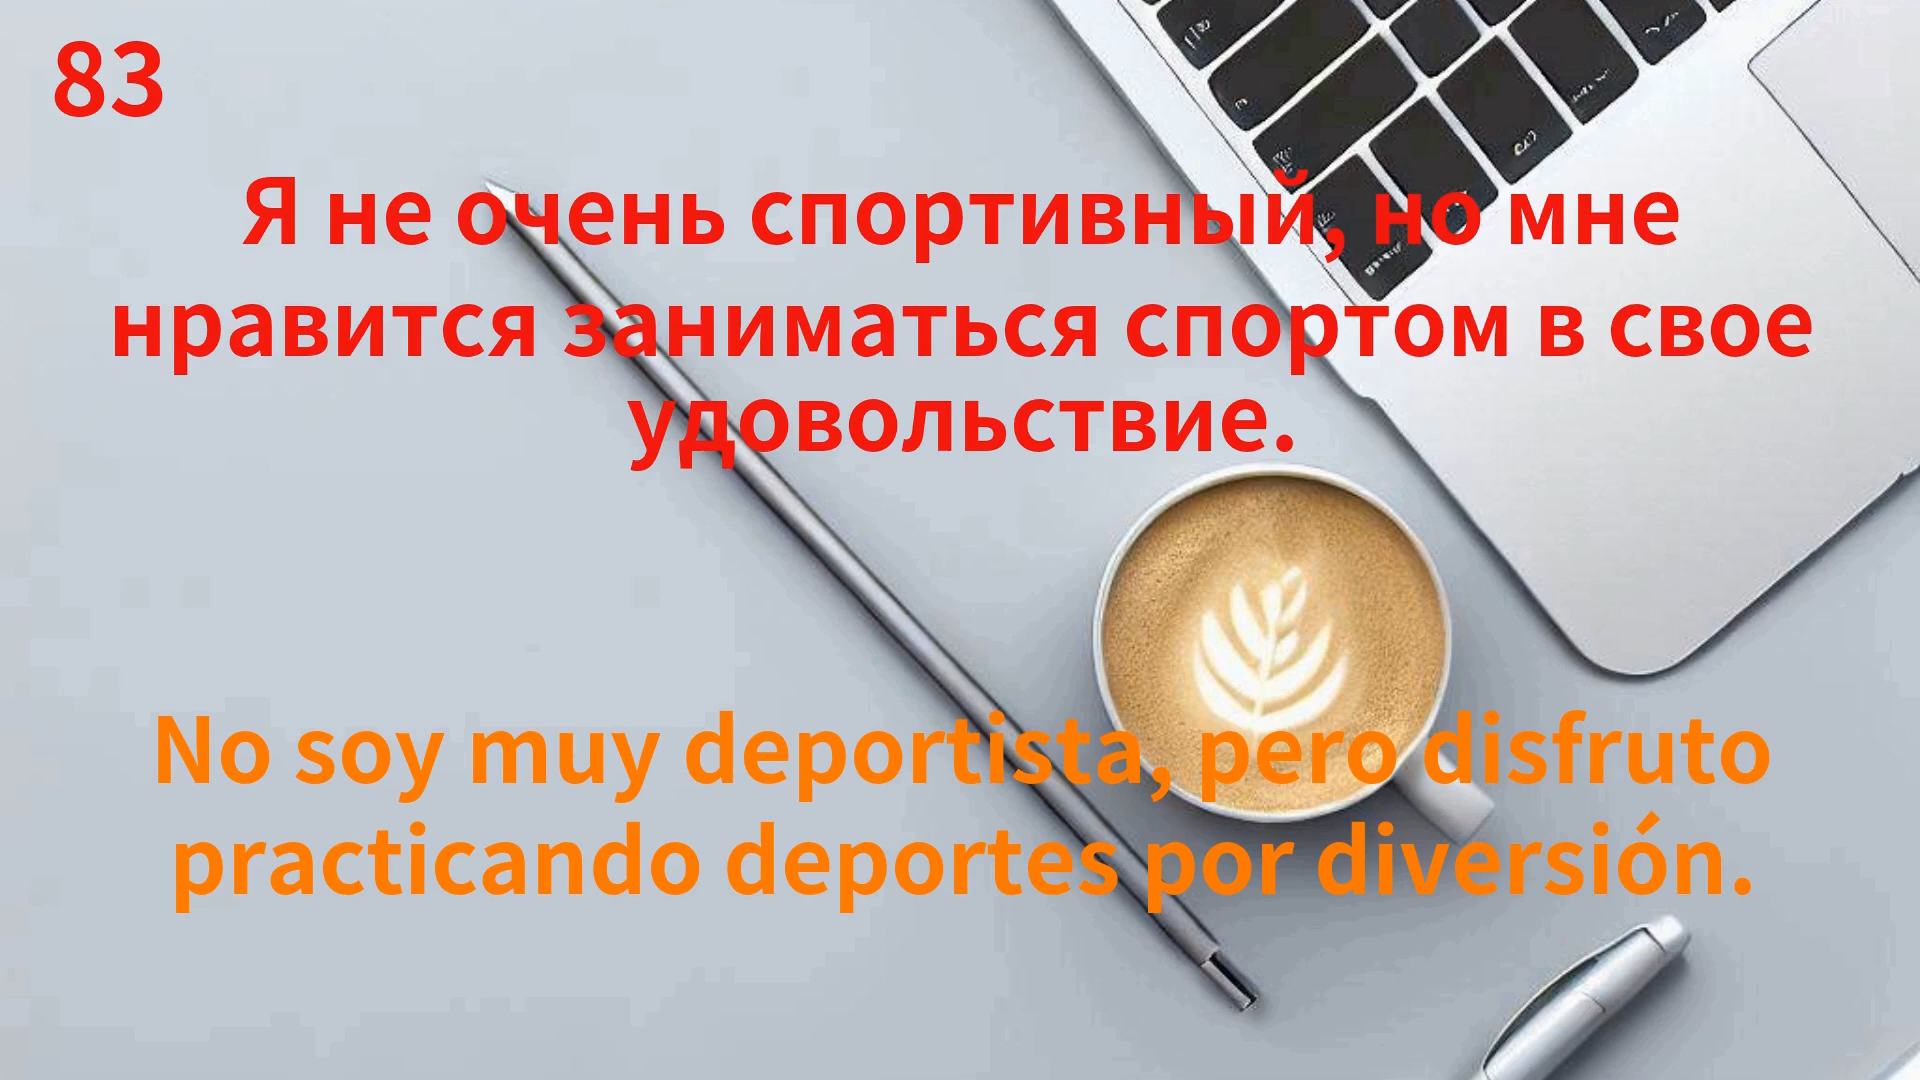 83
Я не очень спортивный, но мне
нравится заниматься спортом в свое
удовольствие.
No soy muy deportista, pero disfruto
practicando deportes por diversión.